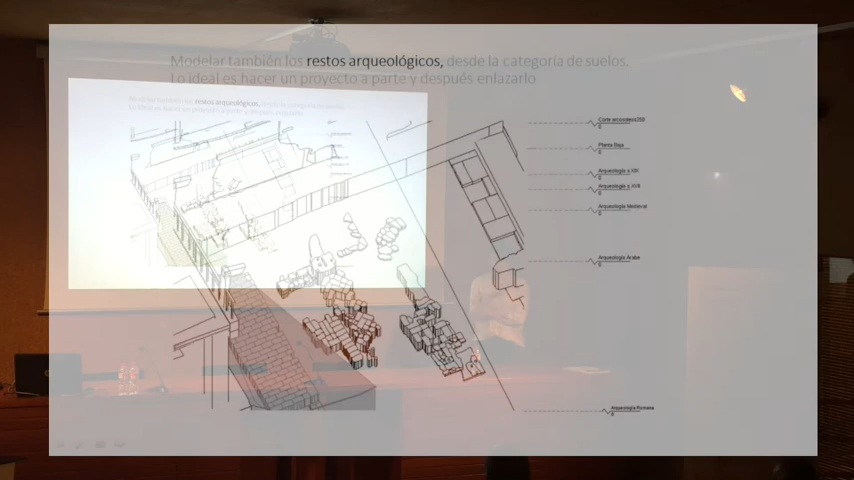 Modelar también los restos arqueológicos, desde la categoría de suelos.
Lo ideal es hacer un proyecto a parte y después enlazarlo
Planta Baja
Arqueología s.XIX
Arqueología s.XVII
Arqueología Medieval
Arqueología Árabe
Arqueología Romana